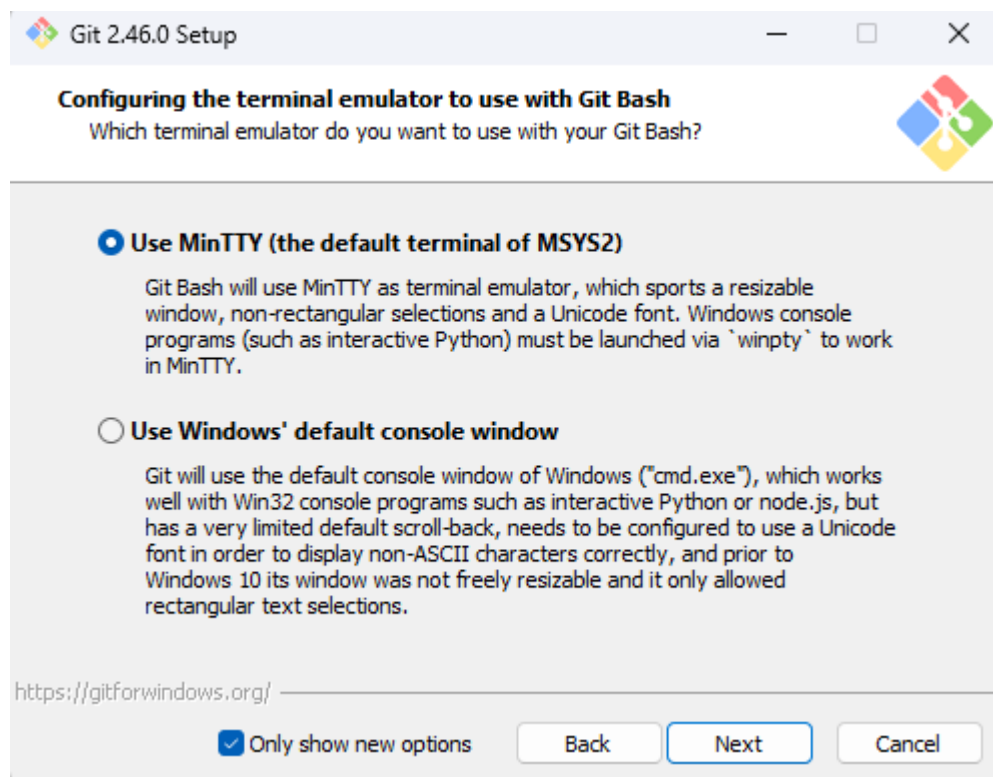 Git 2.46.0 Setup
Configuring the terminal emulator to use with Git Bash
Which terminal emulator do you want to use with your Git Bash?
Use MinTTY (the default terminal of MSYS2)
Git Bash will use MinTTY as terminal emulator, which sports a resizable
window, non-rectangular selections and a Unicode font. Windows console
programs (such as interactive Python) must be launched via `winpty` to work
in MinTTY.
Use Windows' default console window
Git will use the default console window of Windows ("cmd.exe"), which works
well with Win32 console programs such as interactive Python or node.js, but
has a very limited default scroll-back, needs to be configured to use a Unicode
font in order to display non-ASCII characters correctly, and prior to
Windows 10 its window was not freely resizable and it only allowed
rectangular text selections.
https://gitforwindows.org/
Only show new options Back Next Cancel